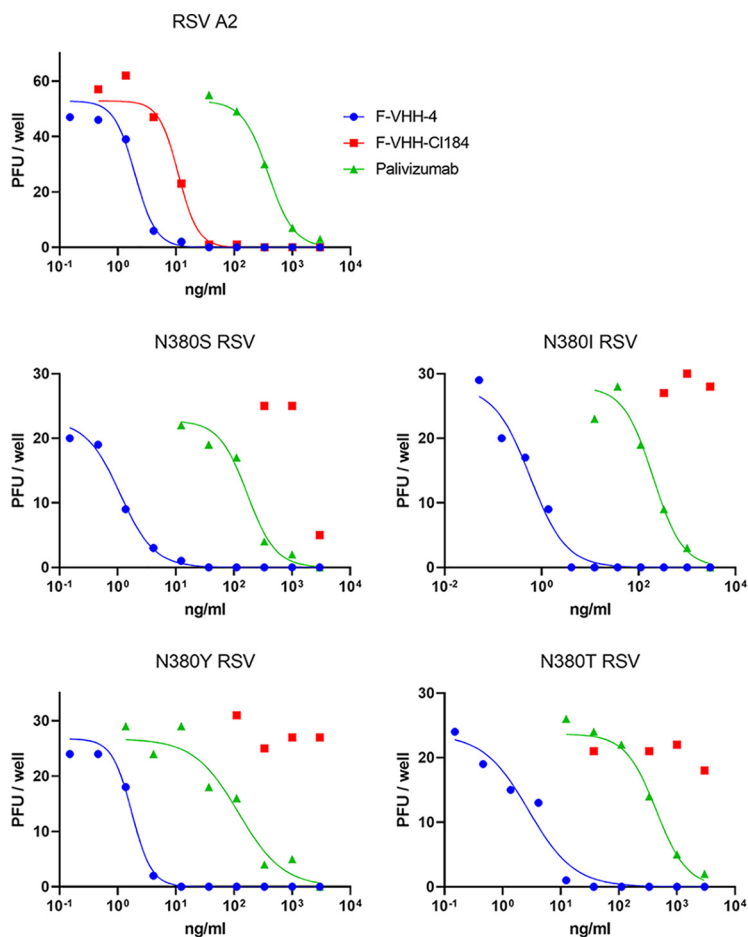 RSV A2
PFU / well
60
40
20
0
10⁻¹ 10⁰ 10¹ 10² 10³ 10⁴
ng/ml
F-VHH-4
F-VHH-Cl184
Palivizumab
N380S RSV
PFU / well
30
20
10
0
10⁻¹ 10⁰ 10¹ 10² 10³ 10⁴
ng/ml
N380I RSV
PFU / well
30
20
10
0
10⁻² 10⁰ 10² 10⁴
ng/ml
N380Y RSV
PFU / well
30
20
10
0
10⁻¹ 10⁰ 10¹ 10² 10³ 10⁴
ng/ml
N380T RSV
PFU / well
30
20
10
0
10⁻¹ 10⁰ 10¹ 10² 10³ 10⁴
ng/ml